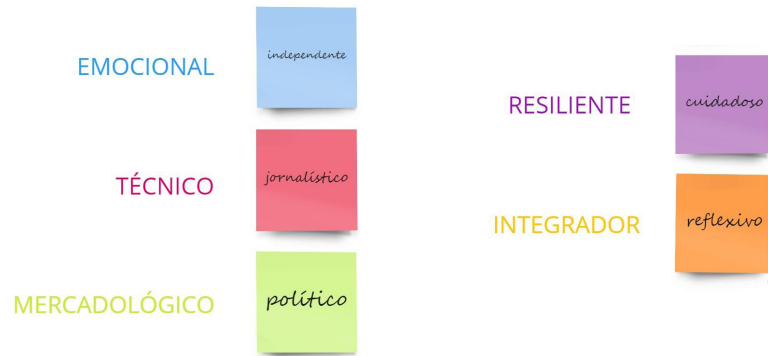 EMOCIONAL
independente
TÉCNICO
jornalístico
MERCADOLÓGICO
político
RESILIENTE
cuidadoso
INTEGRADOR
reflexivo